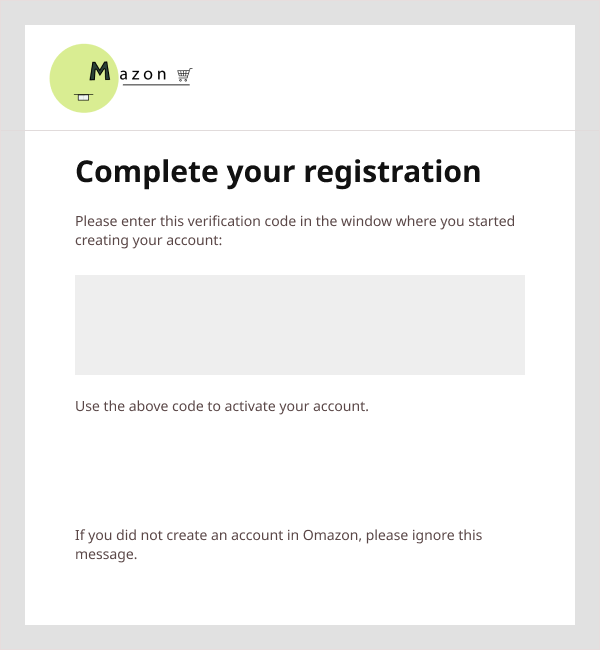 Mazon
Complete your registration
Please enter this verification code in the window where you started
creating your account:
Use the above code to activate your account.
If you did not create an account in Omazon, please ignore this
message.